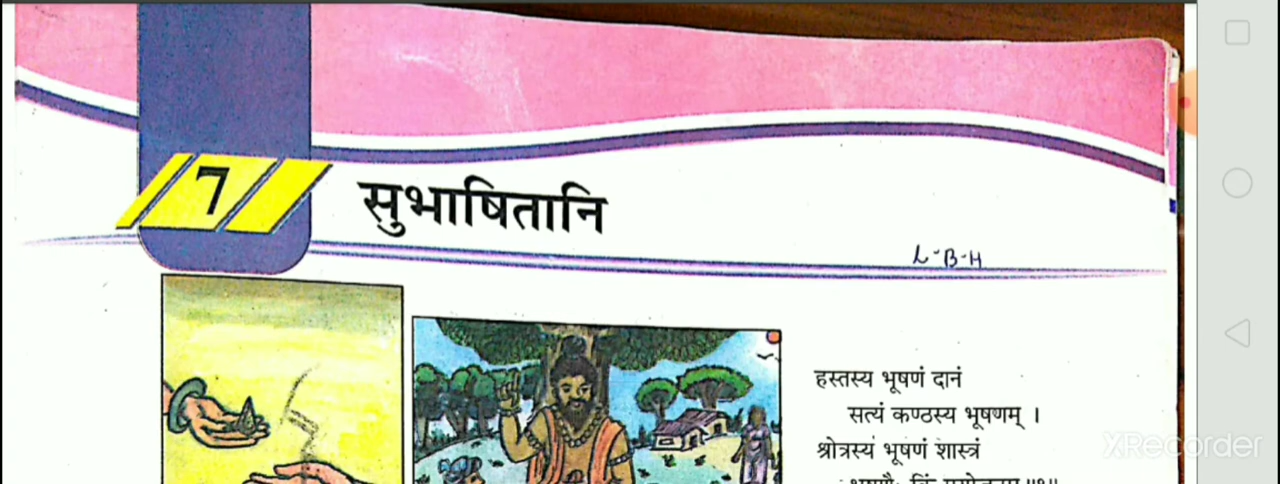 7
सुभाषितानि
L-B-H
हस्तस्य भूषणं दानं
सत्यं कण्ठस्य भूषणम् ।
श्रोत्रस्य भूषणं शास्त्रं
XRecorder